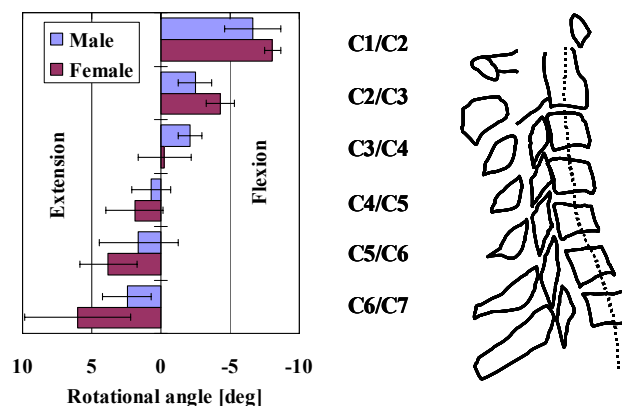 Male
Female
Extension
Flexion
10 5 0 -5 -10
Rotational angle [deg]
C1/C2
C2/C3
C3/C4
C4/C5
C5/C6
C6/C7